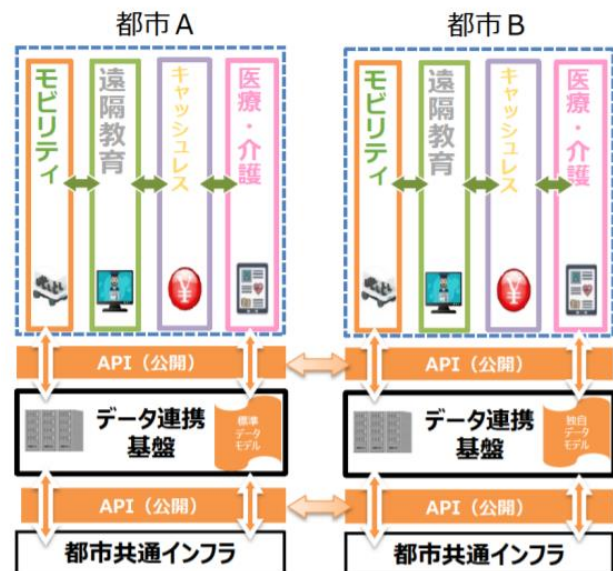 都市A
都市B
モビリティ
遠隔教育
キャッシュレス
医療・介護
モビリティ
遠隔教育
キャッシュレス
医療・介護
¥
¥
API（公開）
API（公開）
データ連携
基盤
標準
データ
モデル
データ連携
基盤
独自
データ
モデル
API（公開）
API（公開）
都市共通インフラ
都市共通インフラ